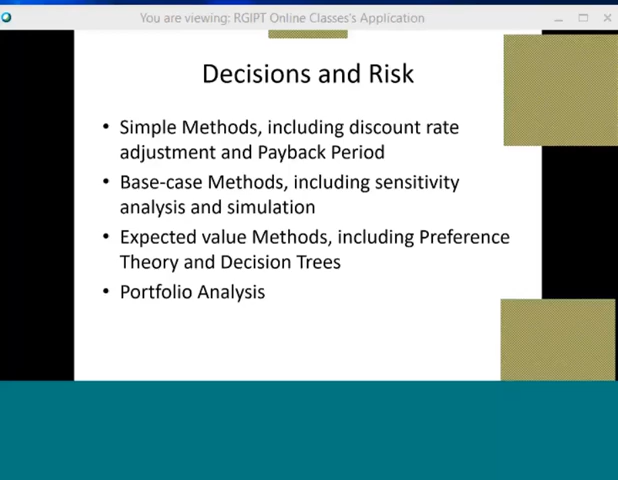 You are viewing: RGIPT Online Classes's Application
Decisions and Risk
• Simple Methods, including discount rate
adjustment and Payback Period
• Base-case Methods, including sensitivity
analysis and simulation
• Expected value Methods, including Preference
Theory and Decision Trees
• Portfolio Analysis